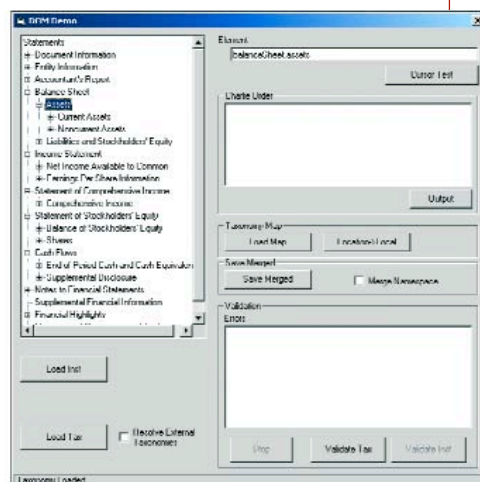 DOM Demo
Statements
Document Information
Entity Information
Accountant's Report
Balance Sheet
Assets
Current Assets
Noncurrent Assets
Liabilities and Stockholders' Equity
Income Statement
Net Income Available to Common
Earnings Per Share Information
Statement of Comprehensive Income
Comprehensive Income
Statement of Stockholders' Equity
Balance of Stockholders' Equity
Shares
Cash Flows
End of Period Cash and Cash Equivalen
Supplemental Disclosure
Notes to Financial Statements
Supplemental Financial Information
Financial Highlights
Load Inst
Load Tax
Resolve External
Taxonomies
Element
balanceSheet.assets
Cursor Test
Under
Output
Taxonomy Map
Load Map
Save Merged
Save Merged
Merge Namespace
Validation
Errors
Stop
Validate Tax
Validate Inst
Taxonomy Loaded